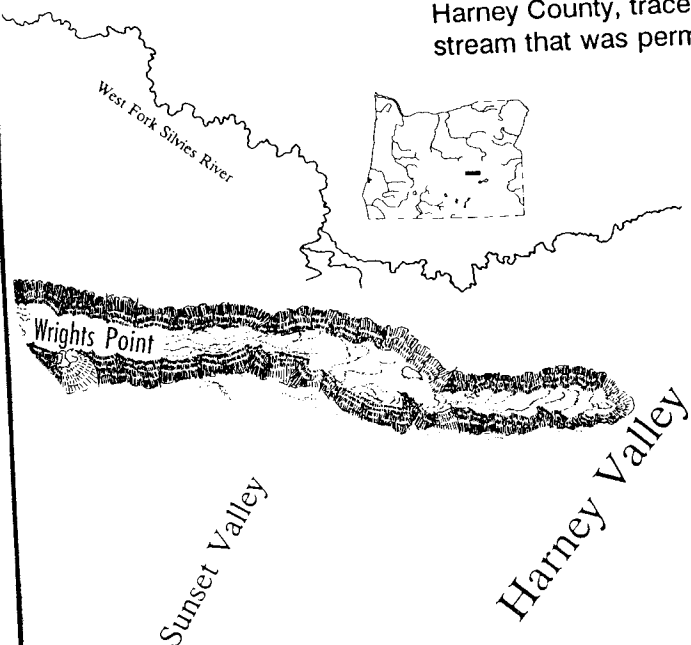 Harney County, trace
stream that was perm
West Fork Silvies River
Wrights Point
Sunset Valley
Harney Valley